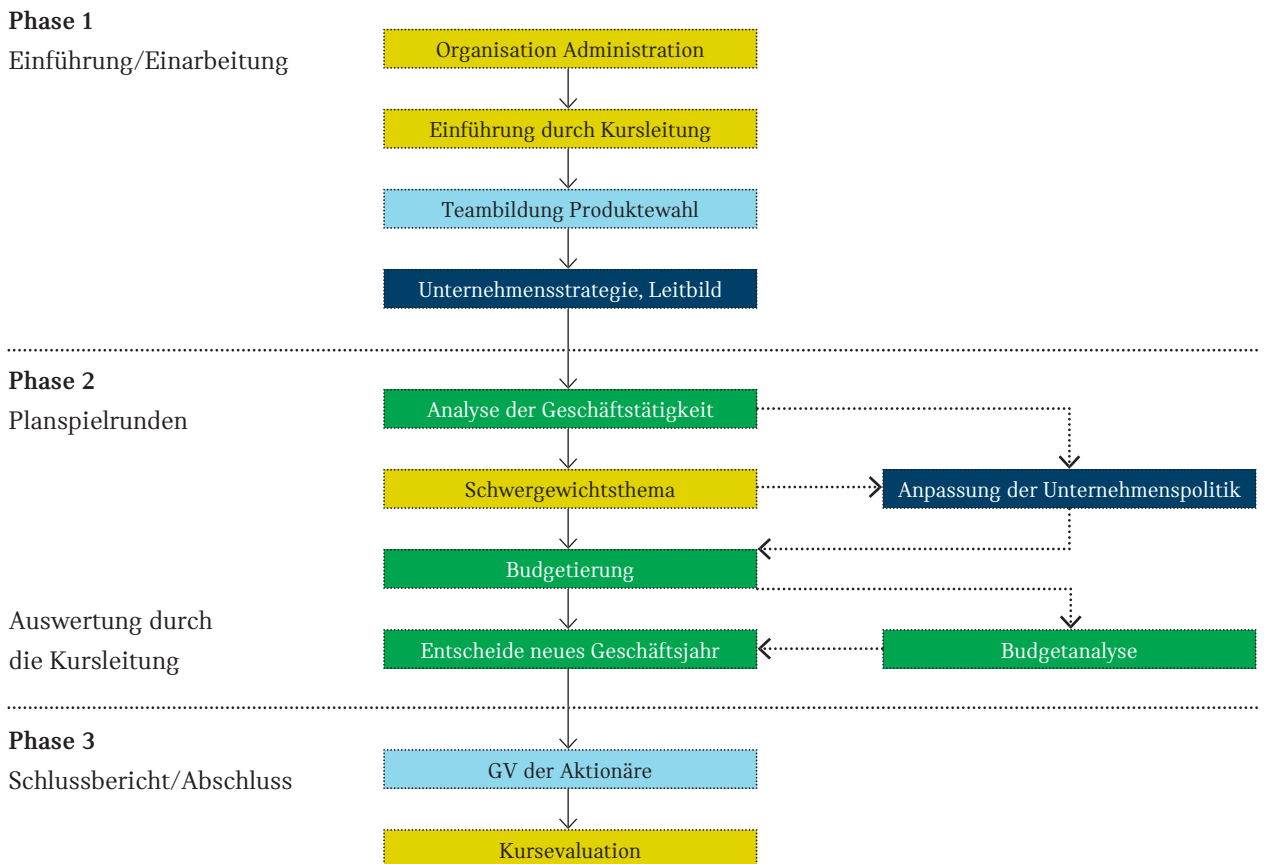 Phase 1
Einführung/Einarbeitung
Organisation Administration
Einführung durch Kursleitung
Teambildung Produktewahl
Unternehmensstrategie, Leitbild
Phase 2
Planspielrunden
Analyse der Geschäftstätigkeit
Schwergewichtsthema
Anpassung der Unternehmenspolitik
Budgetierung
Auswertung durch
die Kursleitung
Entscheide neues Geschäftsjahr
Budgetanalyse
Phase 3
Schlussbericht/Abschluss
GV der Aktionäre
Kursevaluation